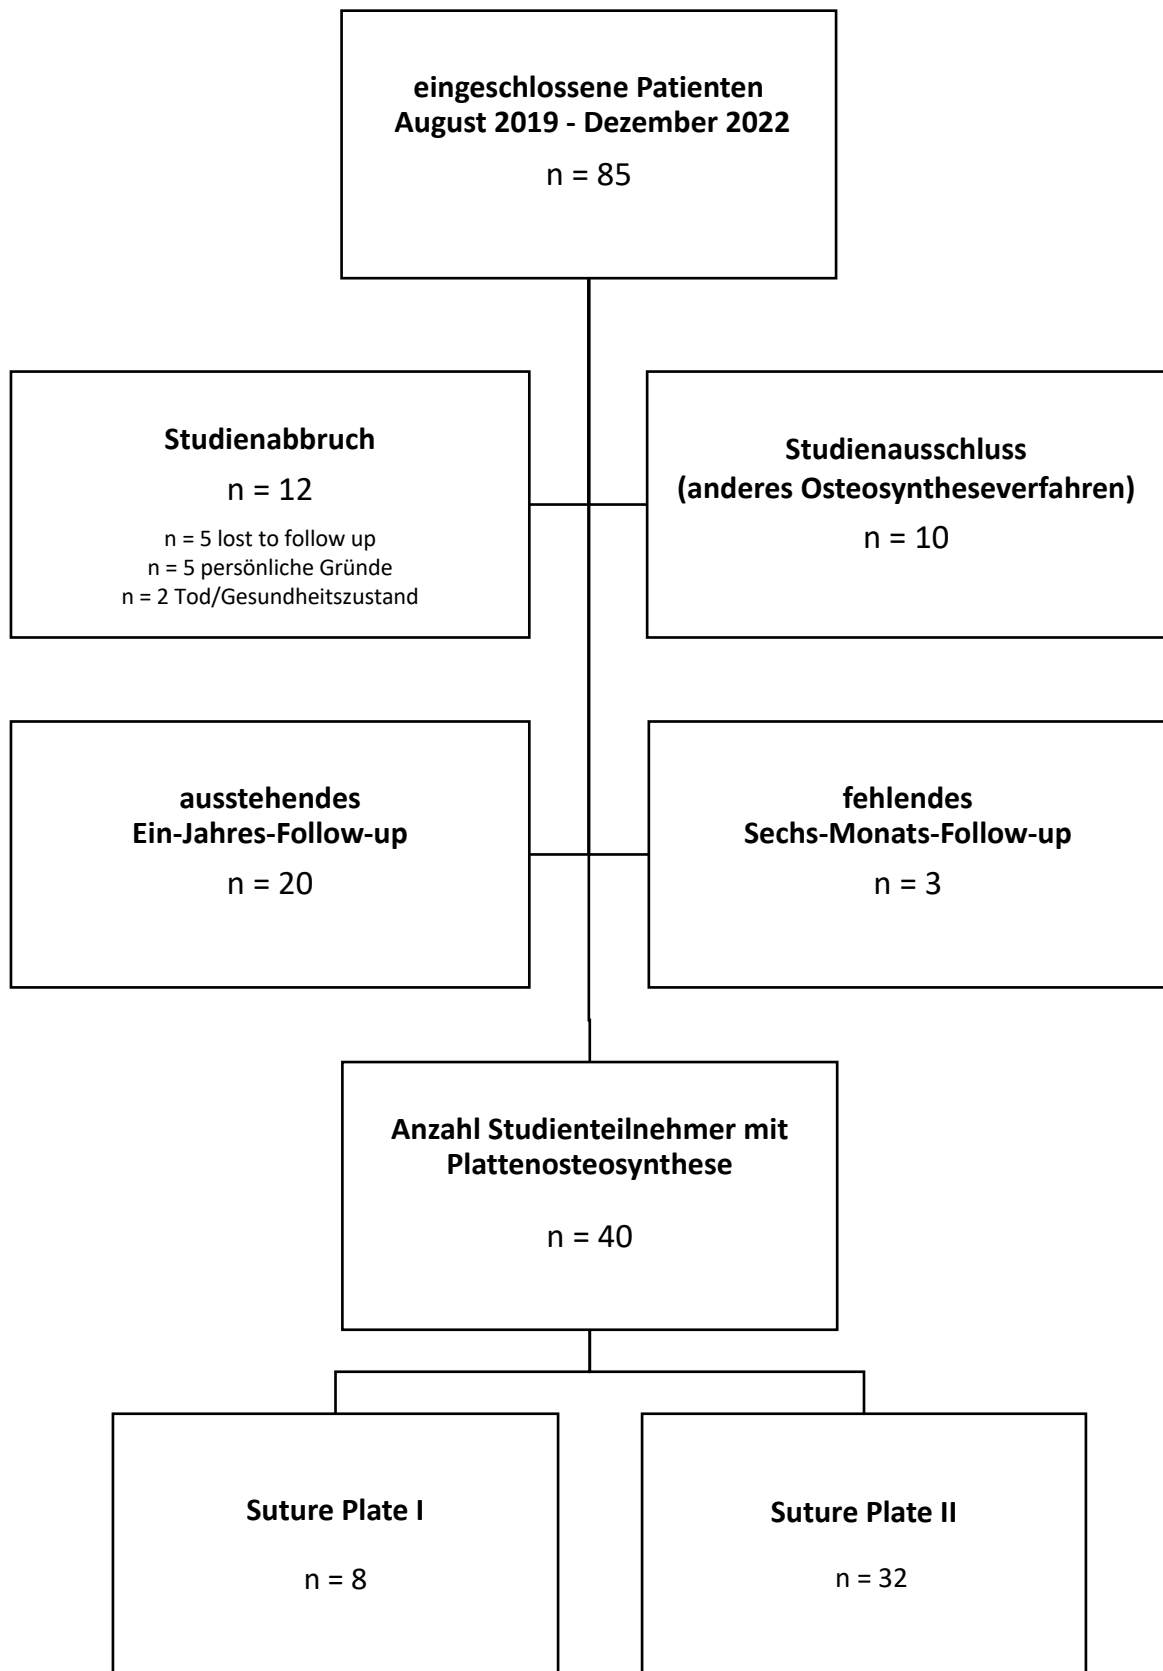 eingeschlossene Patienten
August 2019 - Dezember 2022
n = 85
Studienabbruch
n = 12
n = 5 lost to follow up
n = 5 persönliche Gründe
n = 2 Tod/Gesundheitszustand
Studienausschluss
(anderes Osteosyntheseverfahren)
n = 10
ausstehendes
Ein-Jahres-Follow-up
n = 20
fehlendes
Sechs-Monats-Follow-up
n = 3
Anzahl Studienteilnehmer mit
Plattenosteosynthese
n = 40
Suture Plate I
n = 8
Suture Plate II
n = 32